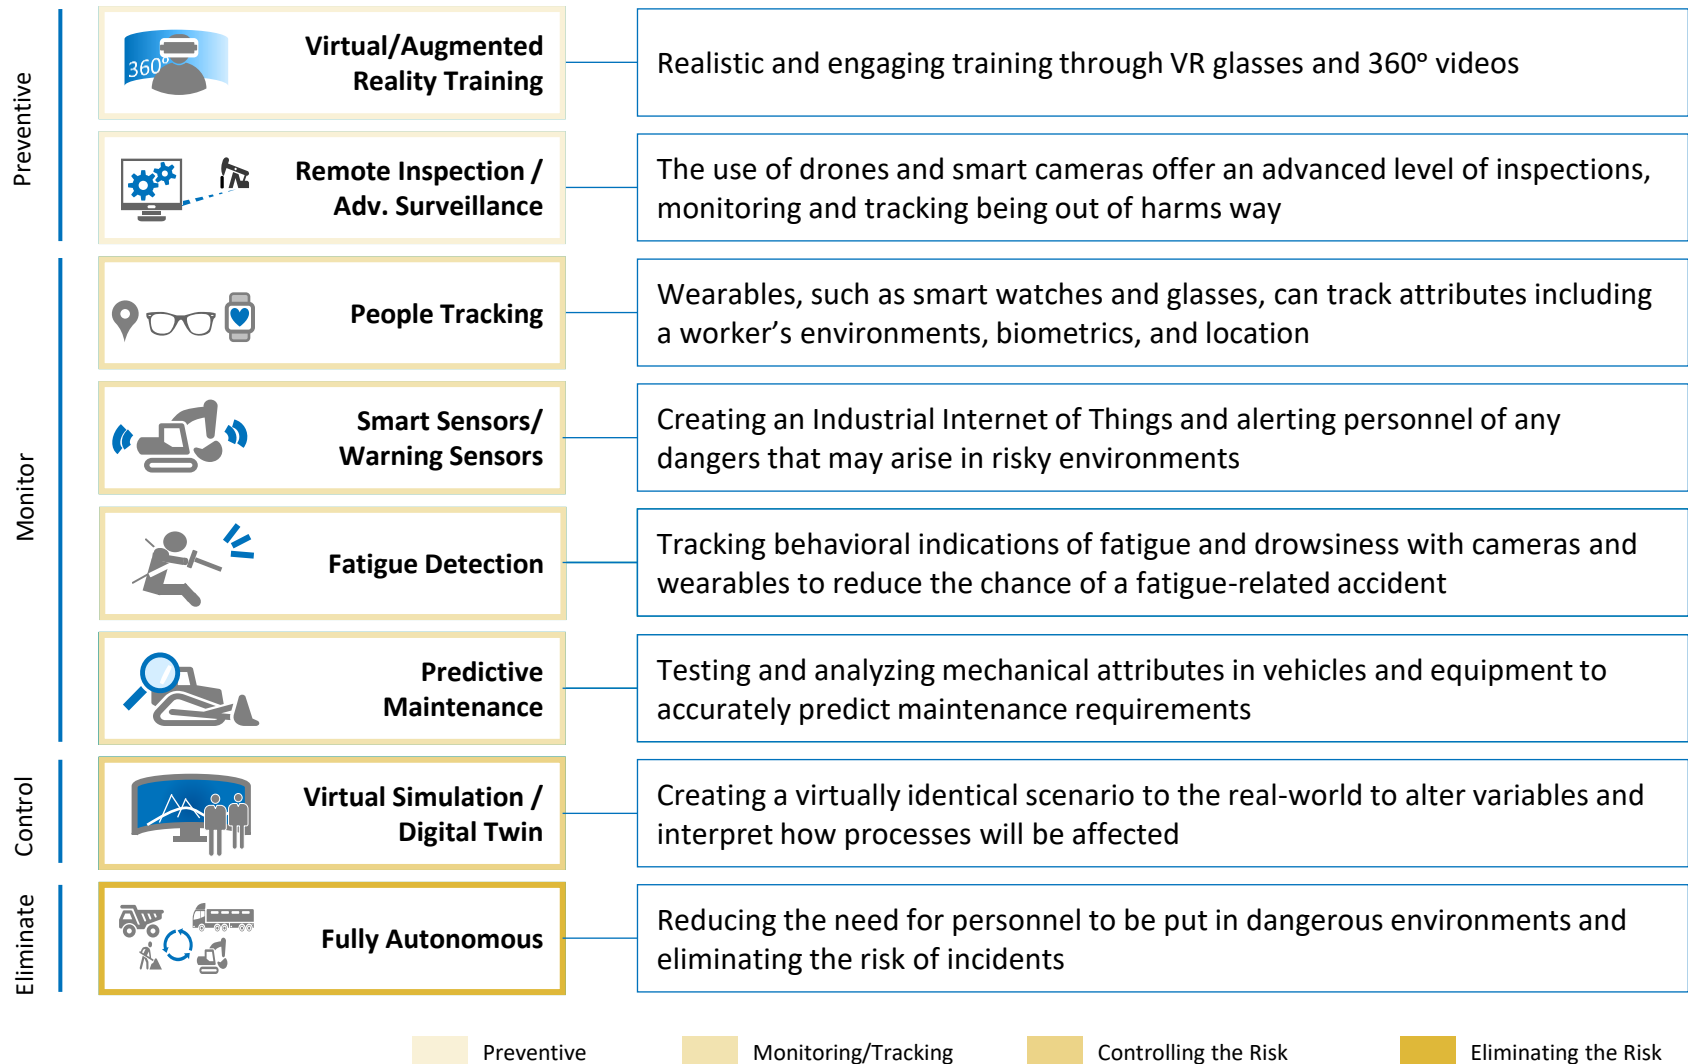 Preventive
360°
Virtual/Augmented
Reality Training
Realistic and engaging training through VR glasses and 360° videos
Remote Inspection /
Adv. Surveillance
The use of drones and smart cameras offer an advanced level of inspections,
monitoring and tracking being out of harms way
Monitor
People Tracking
Wearables, such as smart watches and glasses, can track attributes including
a worker’s environments, biometrics, and location
Smart Sensors/
Warning Sensors
Creating an Industrial Internet of Things and alerting personnel of any
dangers that may arise in risky environments
Fatigue Detection
Tracking behavioral indications of fatigue and drowsiness with cameras and
wearables to reduce the chance of a fatigue-related accident
Predictive
Maintenance
Testing and analyzing mechanical attributes in vehicles and equipment to
accurately predict maintenance requirements
Control
Virtual Simulation /
Digital Twin
Creating a virtually identical scenario to the real-world to alter variables and
interpret how processes will be affected
Eliminate
Fully Autonomous
Reducing the need for personnel to be put in dangerous environments and
eliminating the risk of incidents
Preventive
Monitoring/Tracking
Controlling the Risk
Eliminating the Risk